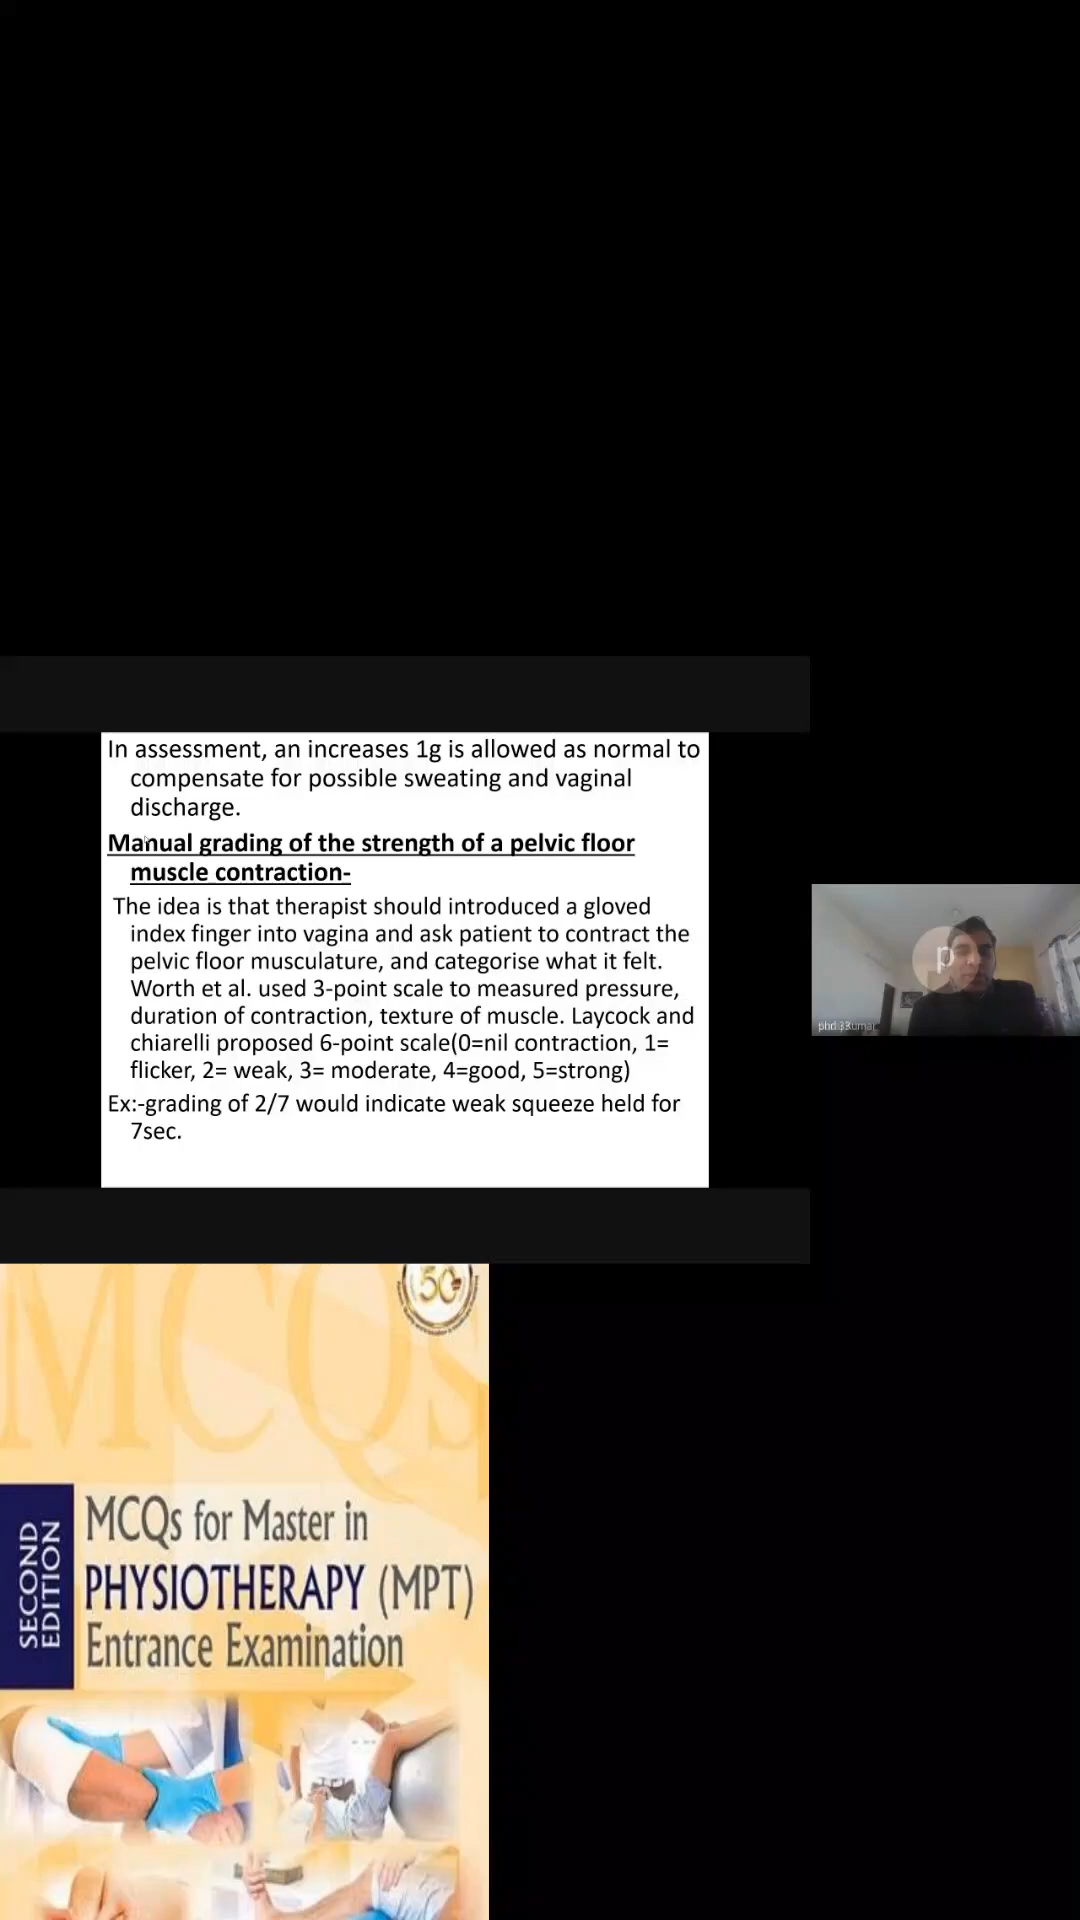 In assessment, an increases 1g is allowed as normal to
compensate for possible sweating and vaginal
discharge.
Manual grading of the strength of a pelvic floor
muscle contraction-
The idea is that therapist should introduced a gloved
index finger into vagina and ask patient to contract the
pelvic floor musculature, and categorise what it felt.
Worth et al. used 3-point scale to measured pressure,
duration of contraction, texture of muscle. Laycock and
chiarelli proposed 6-point scale(0=nil contraction, 1=
flicker, 2= weak, 3= moderate, 4=good, 5=strong)
Ex:-grading of 2/7 would indicate weak squeeze held for
7sec.
p
50
MCQs
SECOND
EDITION
MCQs for Master in
PHYSIOTHERAPY (MPT)
Entrance Examination